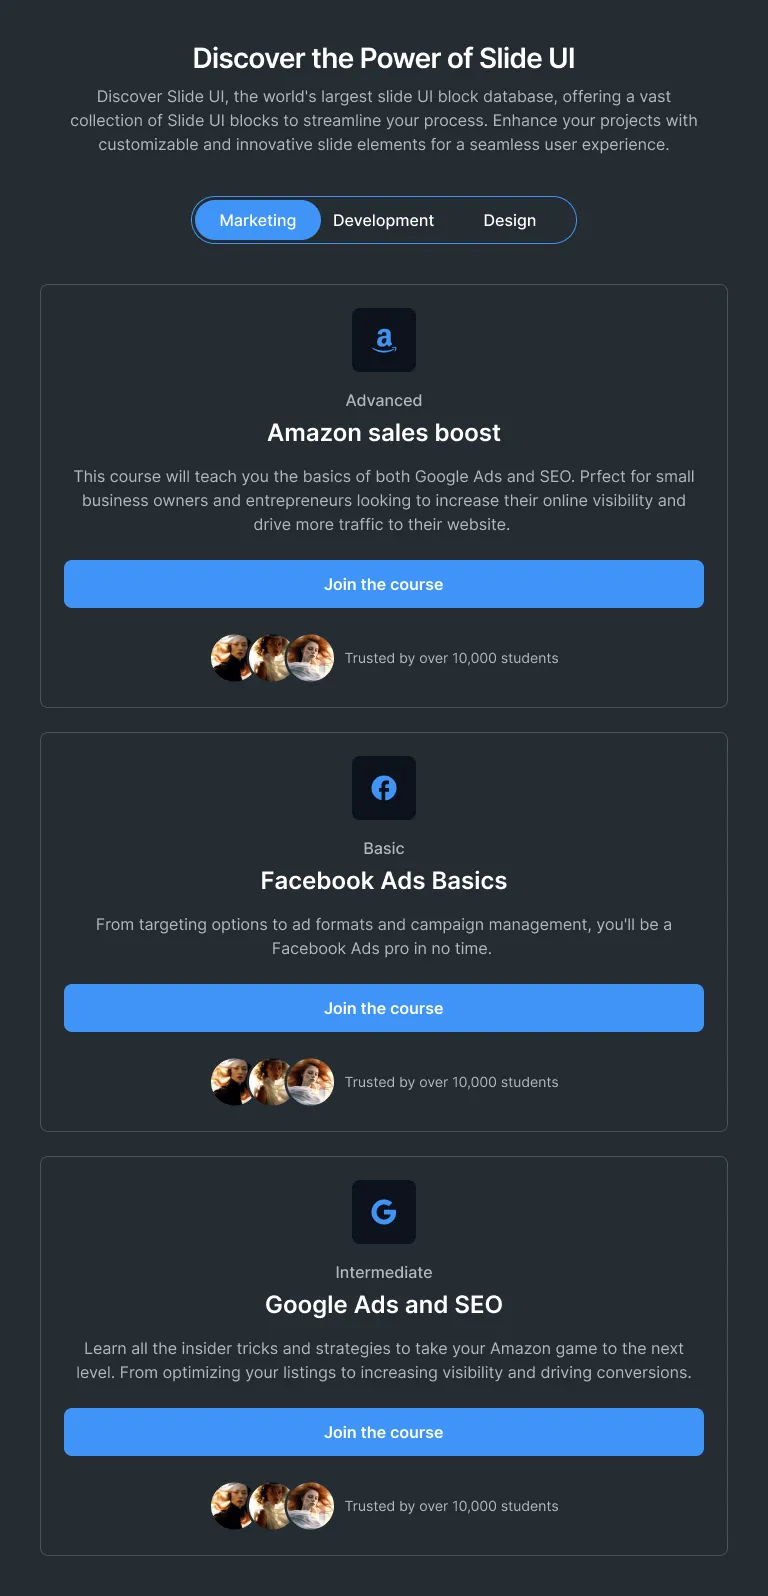 Discover the Power of Slide UI
Discover Slide UI, the world's largest slide UI block database, offering a vast
collection of Slide UI blocks to streamline your process. Enhance your projects with
customizable and innovative slide elements for a seamless user experience.
Marketing Development Design
Advanced
Amazon sales boost
This course will teach you the basics of both Google Ads and SEO. Prfect for small
business owners and entrepreneurs looking to increase their online visibility and
drive more traffic to their website.
Join the course
Trusted by over 10,000 students
Basic
Facebook Ads Basics
From targeting options to ad formats and campaign management, you'll be a
Facebook Ads pro in no time.
Join the course
Trusted by over 10,000 students
Intermediate
Google Ads and SEO
Learn all the insider tricks and strategies to take your Amazon game to the next
level. From optimizing your listings to increasing visibility and driving conversions.
Join the course
Trusted by over 10,000 students